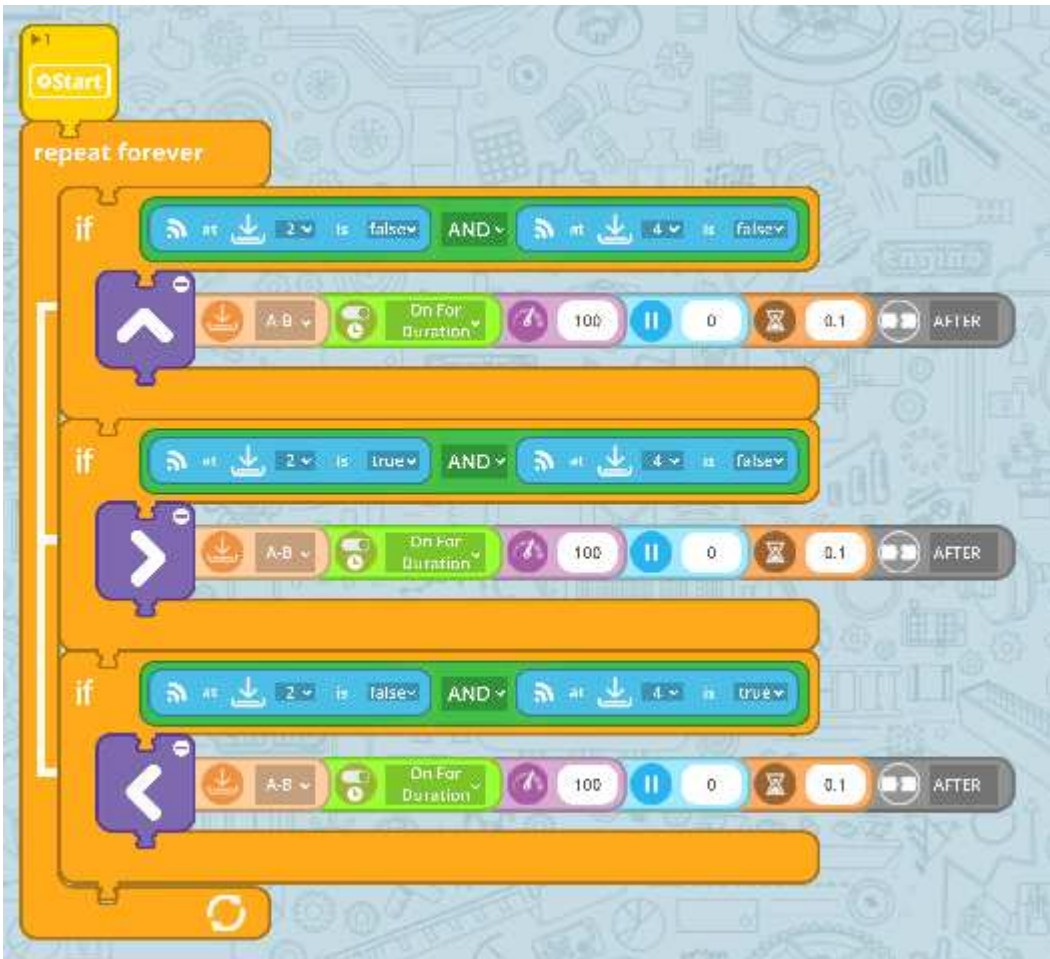 1
Start
repeat forever
if at 2 is false AND at 4 is false
A-B On For Duration 100 0 0.1 AFTER
if at 2 is true AND at 4 is false
A-B On For Duration 100 0 0.1 AFTER
if at 2 is false AND at 4 is true
A-B On For Duration 100 0 0.1 AFTER